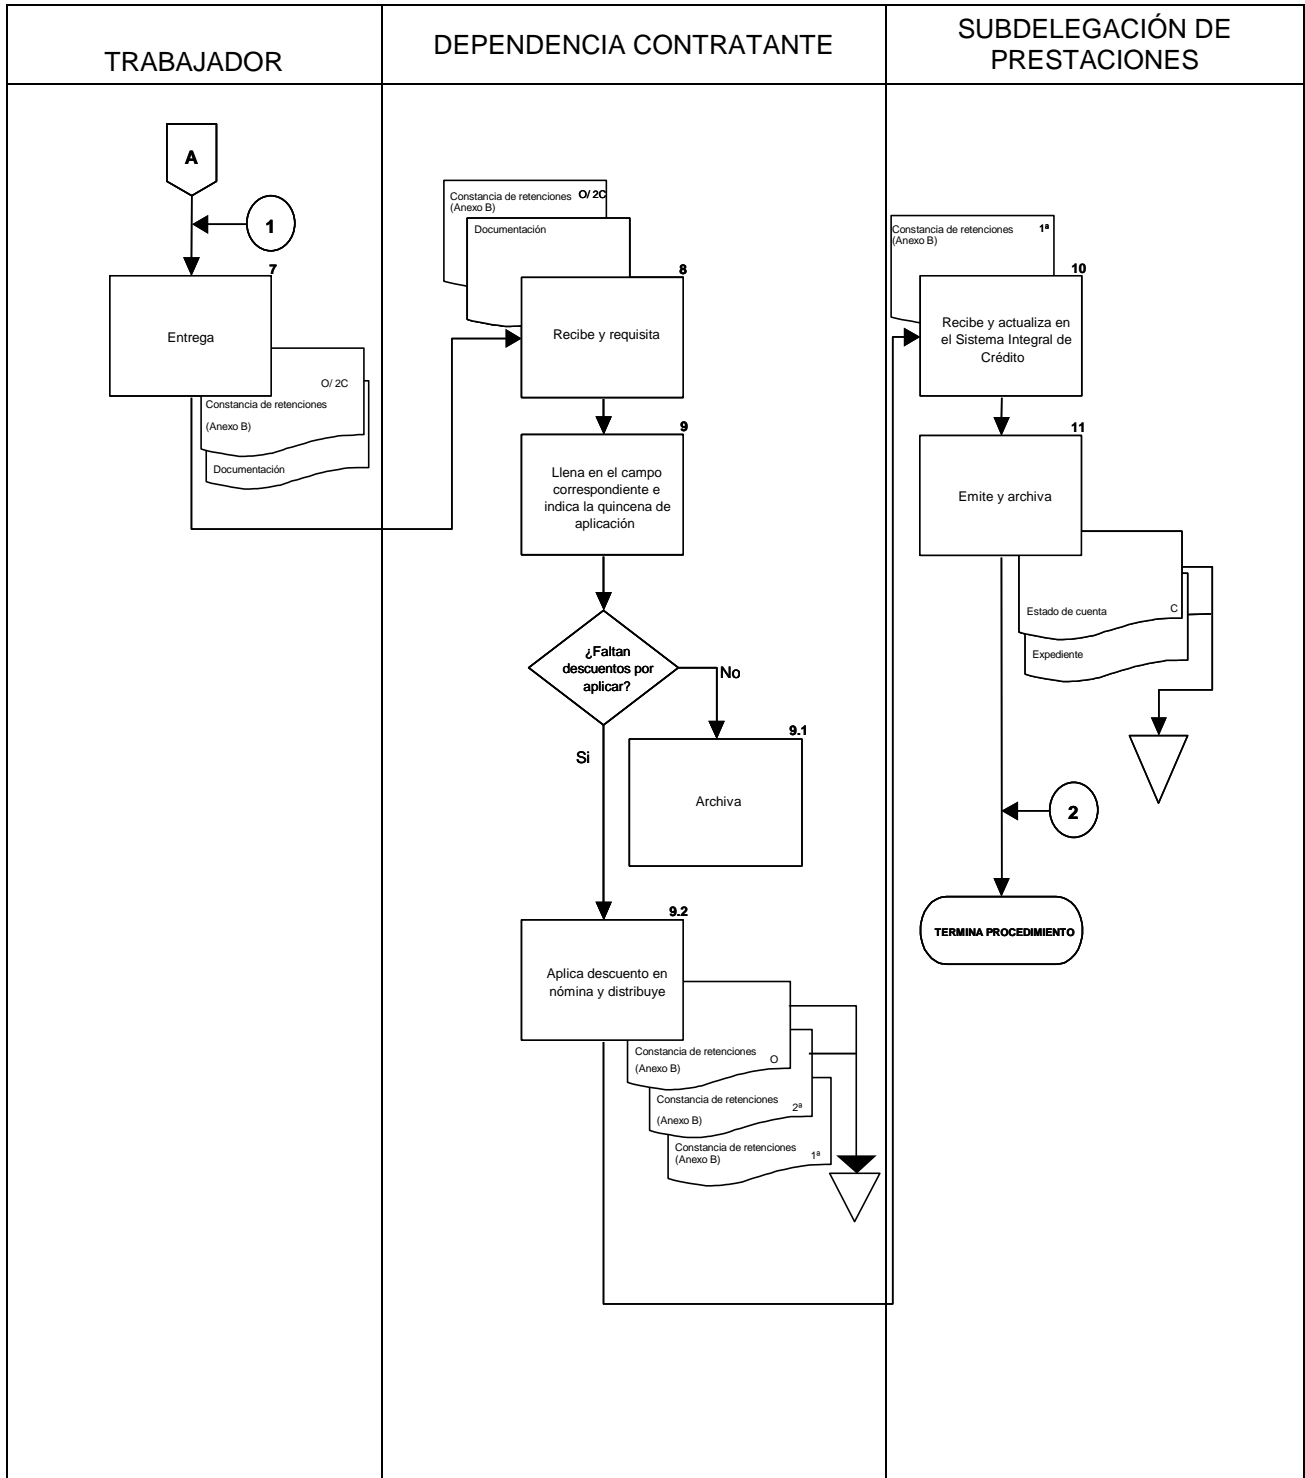 TRABAJADOR
DEPENDENCIA CONTRATANTE
SUBDELEGACIÓN DE
PRESTACIONES
A
1
7
Entrega
O/ 2C
Constancia de retenciones
(Anexo B)
Documentación
Constancia de retenciones O/ 2C
(Anexo B)
Documentación
8
Recibe y requisita
9
Llena en el campo
correspondiente e
indica la quincena de
aplicación
¿Faltan
descuentos por
aplicar?
No
Si
9.1
Archiva
9.2
Aplica descuento en
nómina y distribuye
Constancia de retenciones
(Anexo B)
O
Constancia de retenciones
(Anexo B)
2ª
Constancia de retenciones
(Anexo B)
1ª
Constancia de retenciones 1ª
(Anexo B)
10
Recibe y actualiza en
el Sistema Integral de
Crédito
11
Emite y archiva
Estado de cuenta C
Expediente
2
TERMINA PROCEDIMIENTO